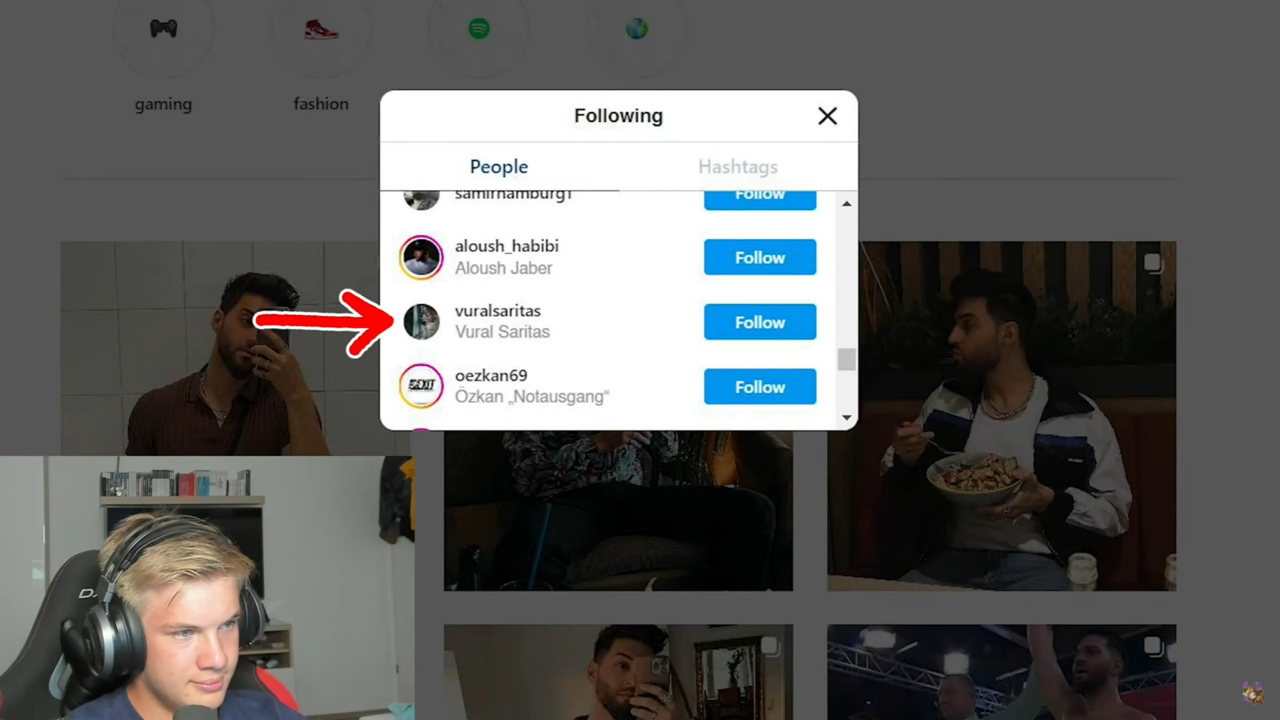 gaming
fashion
Following
People
Hashtags
samirhamburg1
Follow
aloush_habibi
Aloush Jaber
Follow
vuralsaritas
Vural Saritas
Follow
oezkan69
Özkan „Notausgang“
Follow